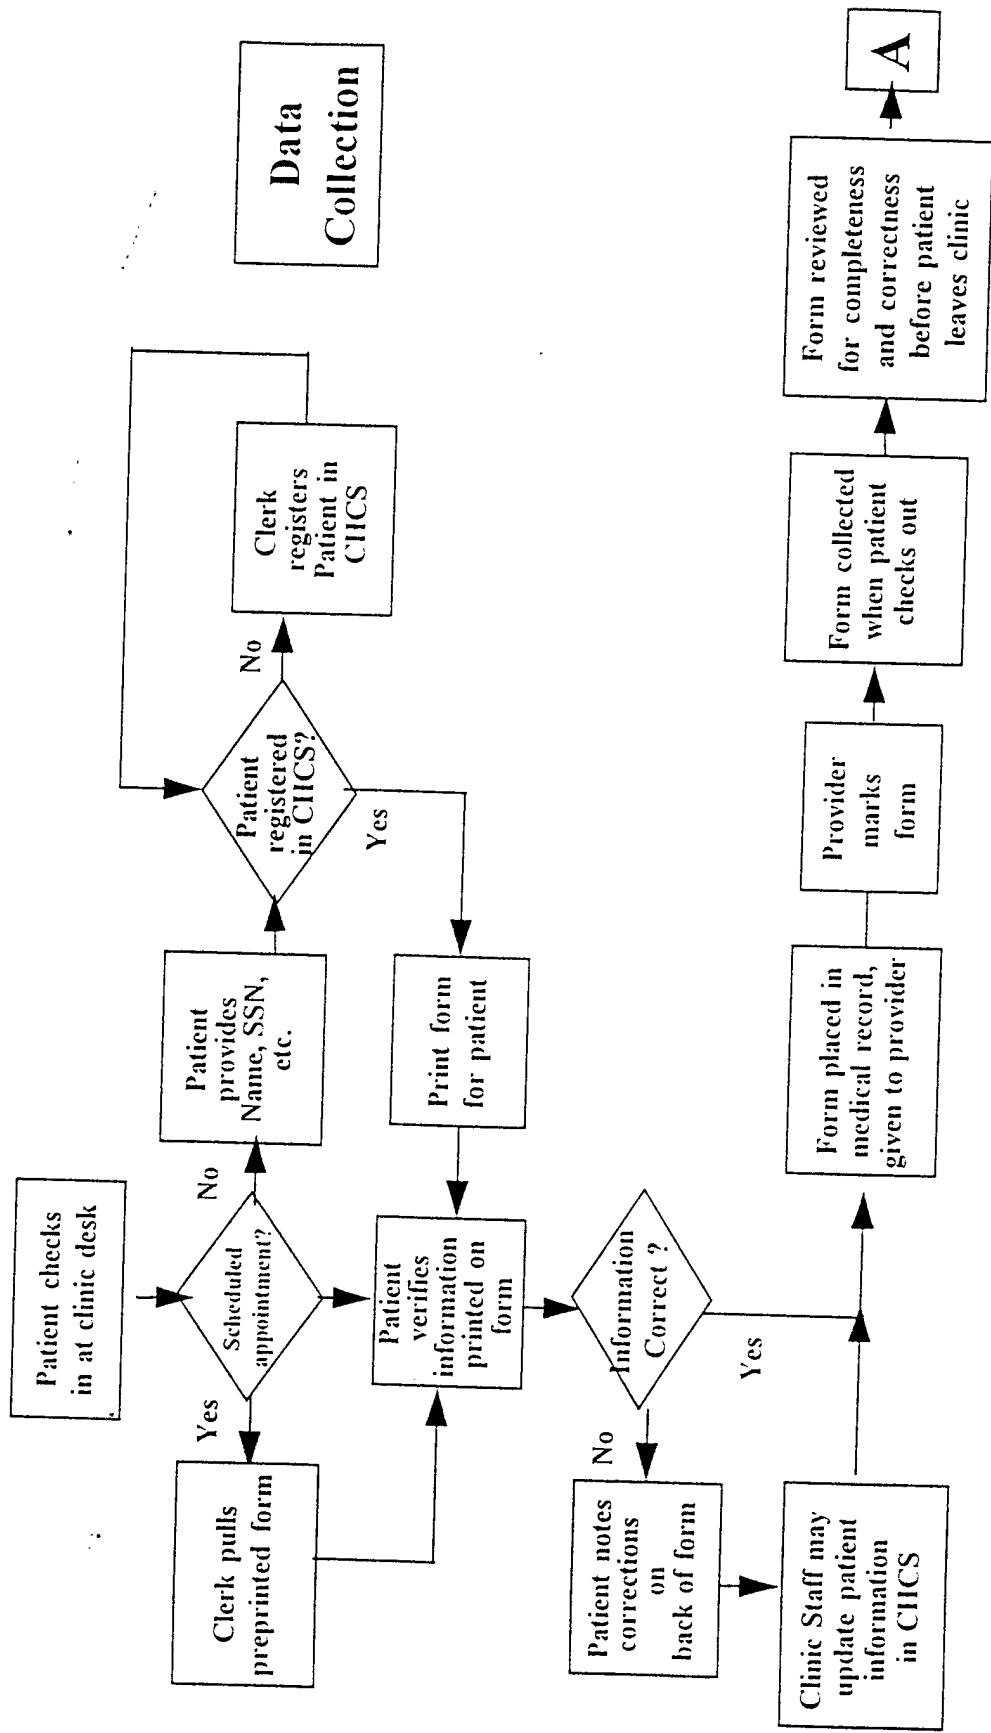 Data
Collection
Patient checks
in at clinic desk
Scheduled
appointment?
Yes
No
Clerk pulls
preprinted form
Patient
provides
Name, SSN,
etc.
Patient
registered
in CHCS?
No
Yes
Clerk
registers
Patient in
CHCS
Print form
for patient
Patient
verifies
information
printed on
form
Information
Correct ?
No
Yes
Patient notes
corrections
on
back of form
Clinic Staff may
update patient
information
in CHCS
Form placed in
medical record,
given to provider
Provider
marks
form
Form collected
when patient
checks out
Form reviewed
for completeness
and correctness
before patient
leaves clinic
A